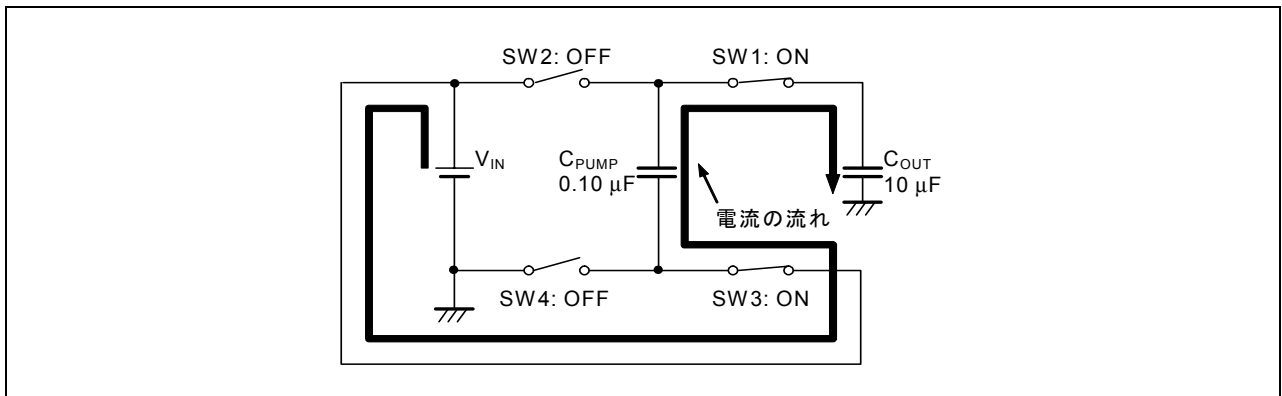 SW2: OFF
SW1: ON
VIN
CPUMP
0.10 μF
COUT
10 μF
電流の流れ
SW4: OFF
SW3: ON